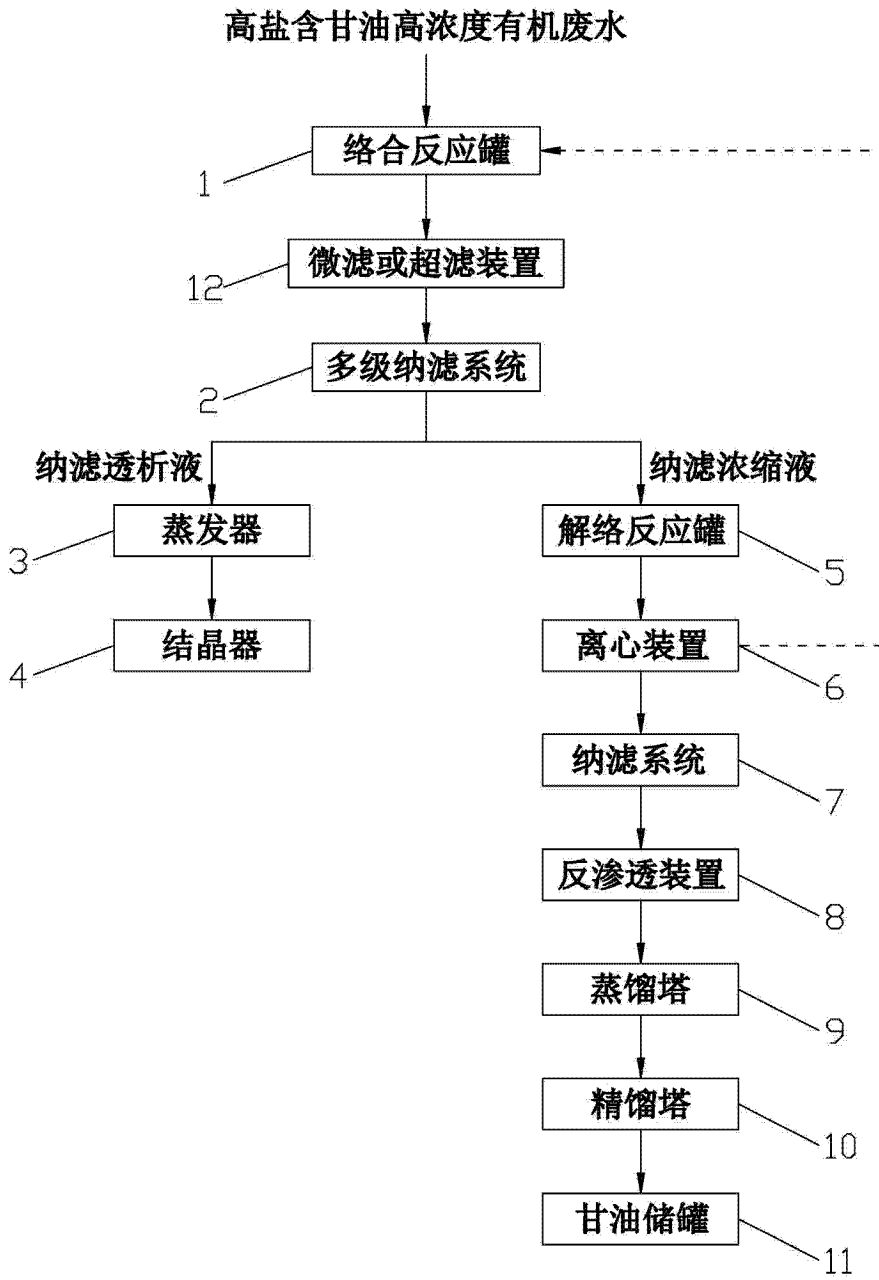 高盐含甘油高浓度有机废水
络合反应罐
1
微滤或超滤装置
12
多级纳滤系统
2
纳滤透析液
纳滤浓缩液
蒸发器
3
解络反应罐
5
结晶器
4
离心装置
6
纳滤系统
7
反渗透装置
8
蒸馏塔
9
精馏塔
10
甘油储罐
11